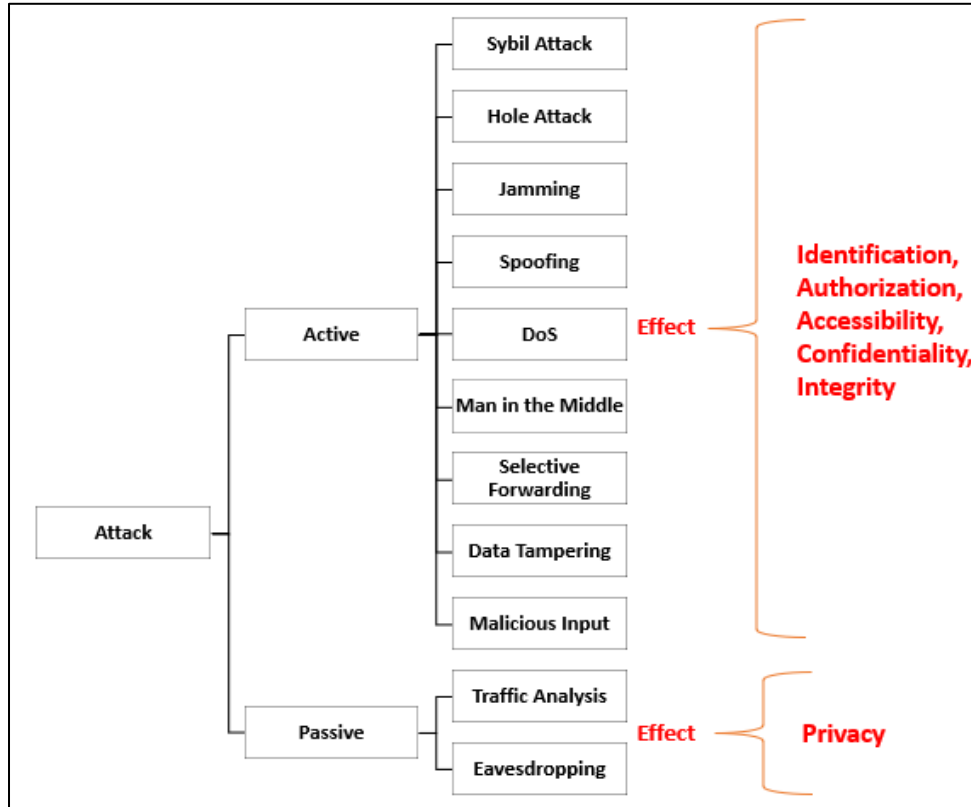 Sybil Attack
Hole Attack
Jamming
Spoofing
DoS
Man in the Middle
Selective
Forwarding
Data Tampering
Malicious Input
Traffic Analysis
Eavesdropping
Active
Passive
Attack
Effect
Identification,
Authorization,
Accessibility,
Confidentiality,
Integrity
Effect
Privacy